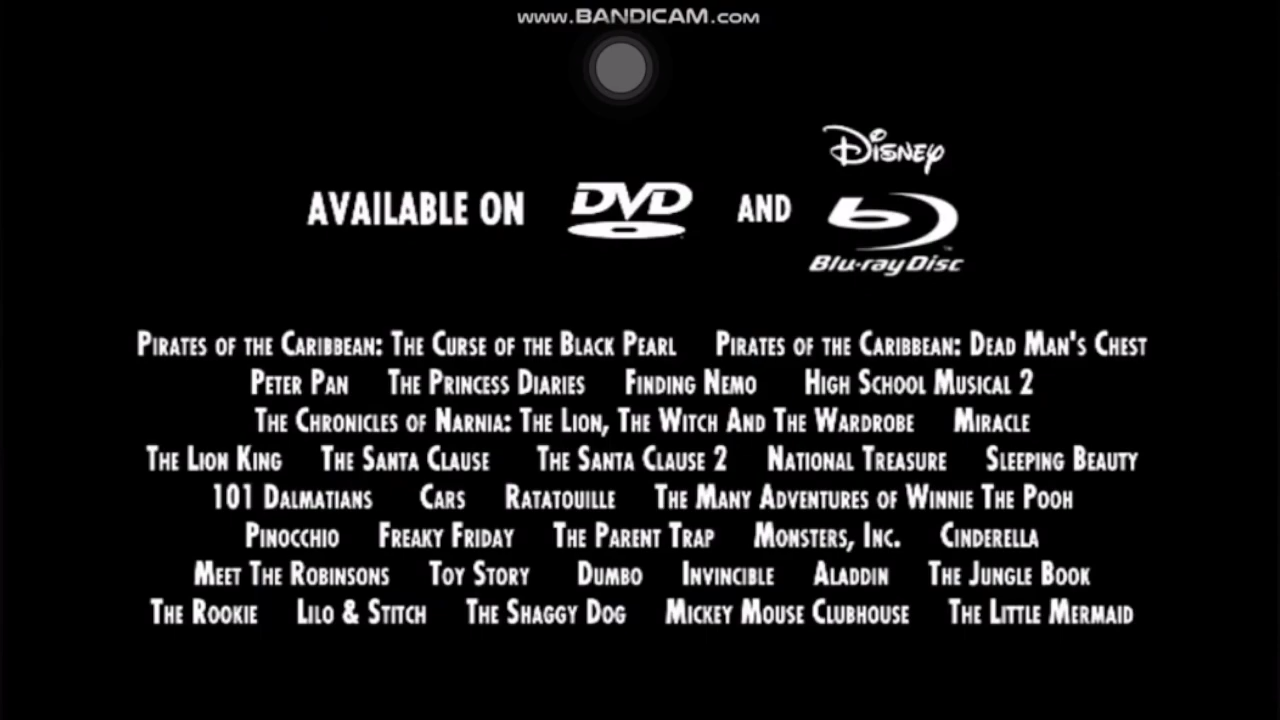 www.BANDICAM.com
DISNEY
AVAILABLE ON DVD AND Blu-ray Disc™
PIRATES OF THE CARIBBEAN: THE CURSE OF THE BLACK PEARL PIRATES OF THE CARIBBEAN: DEAD MAN'S CHEST
PETER PAN THE PRINCESS DIARIES FINDING NEMO HIGH SCHOOL MUSICAL 2
THE CHRONICLES OF NARNIA: THE LION, THE WITCH AND THE WARDROBE MIRACLE
THE LION KING THE SANTA CLAUSE THE SANTA CLAUSE 2 NATIONAL TREASURE SLEEPING BEAUTY
101 DALMATIANS CARS RATATOUILLE THE MANY ADVENTURES OF WINNIE THE POOH
PINOCCHIO FREAKY FRIDAY THE PARENT TRAP MONSTERS, INC. CINDERELLA
MEET THE ROBINSONS TOY STORY DUMBO INVINCIBLE ALADDIN THE JUNGLE BOOK
THE ROOKIE LILO & STITCH THE SHAGGY DOG MICKEY MOUSE CLUBHOUSE THE LITTLE MERMAID